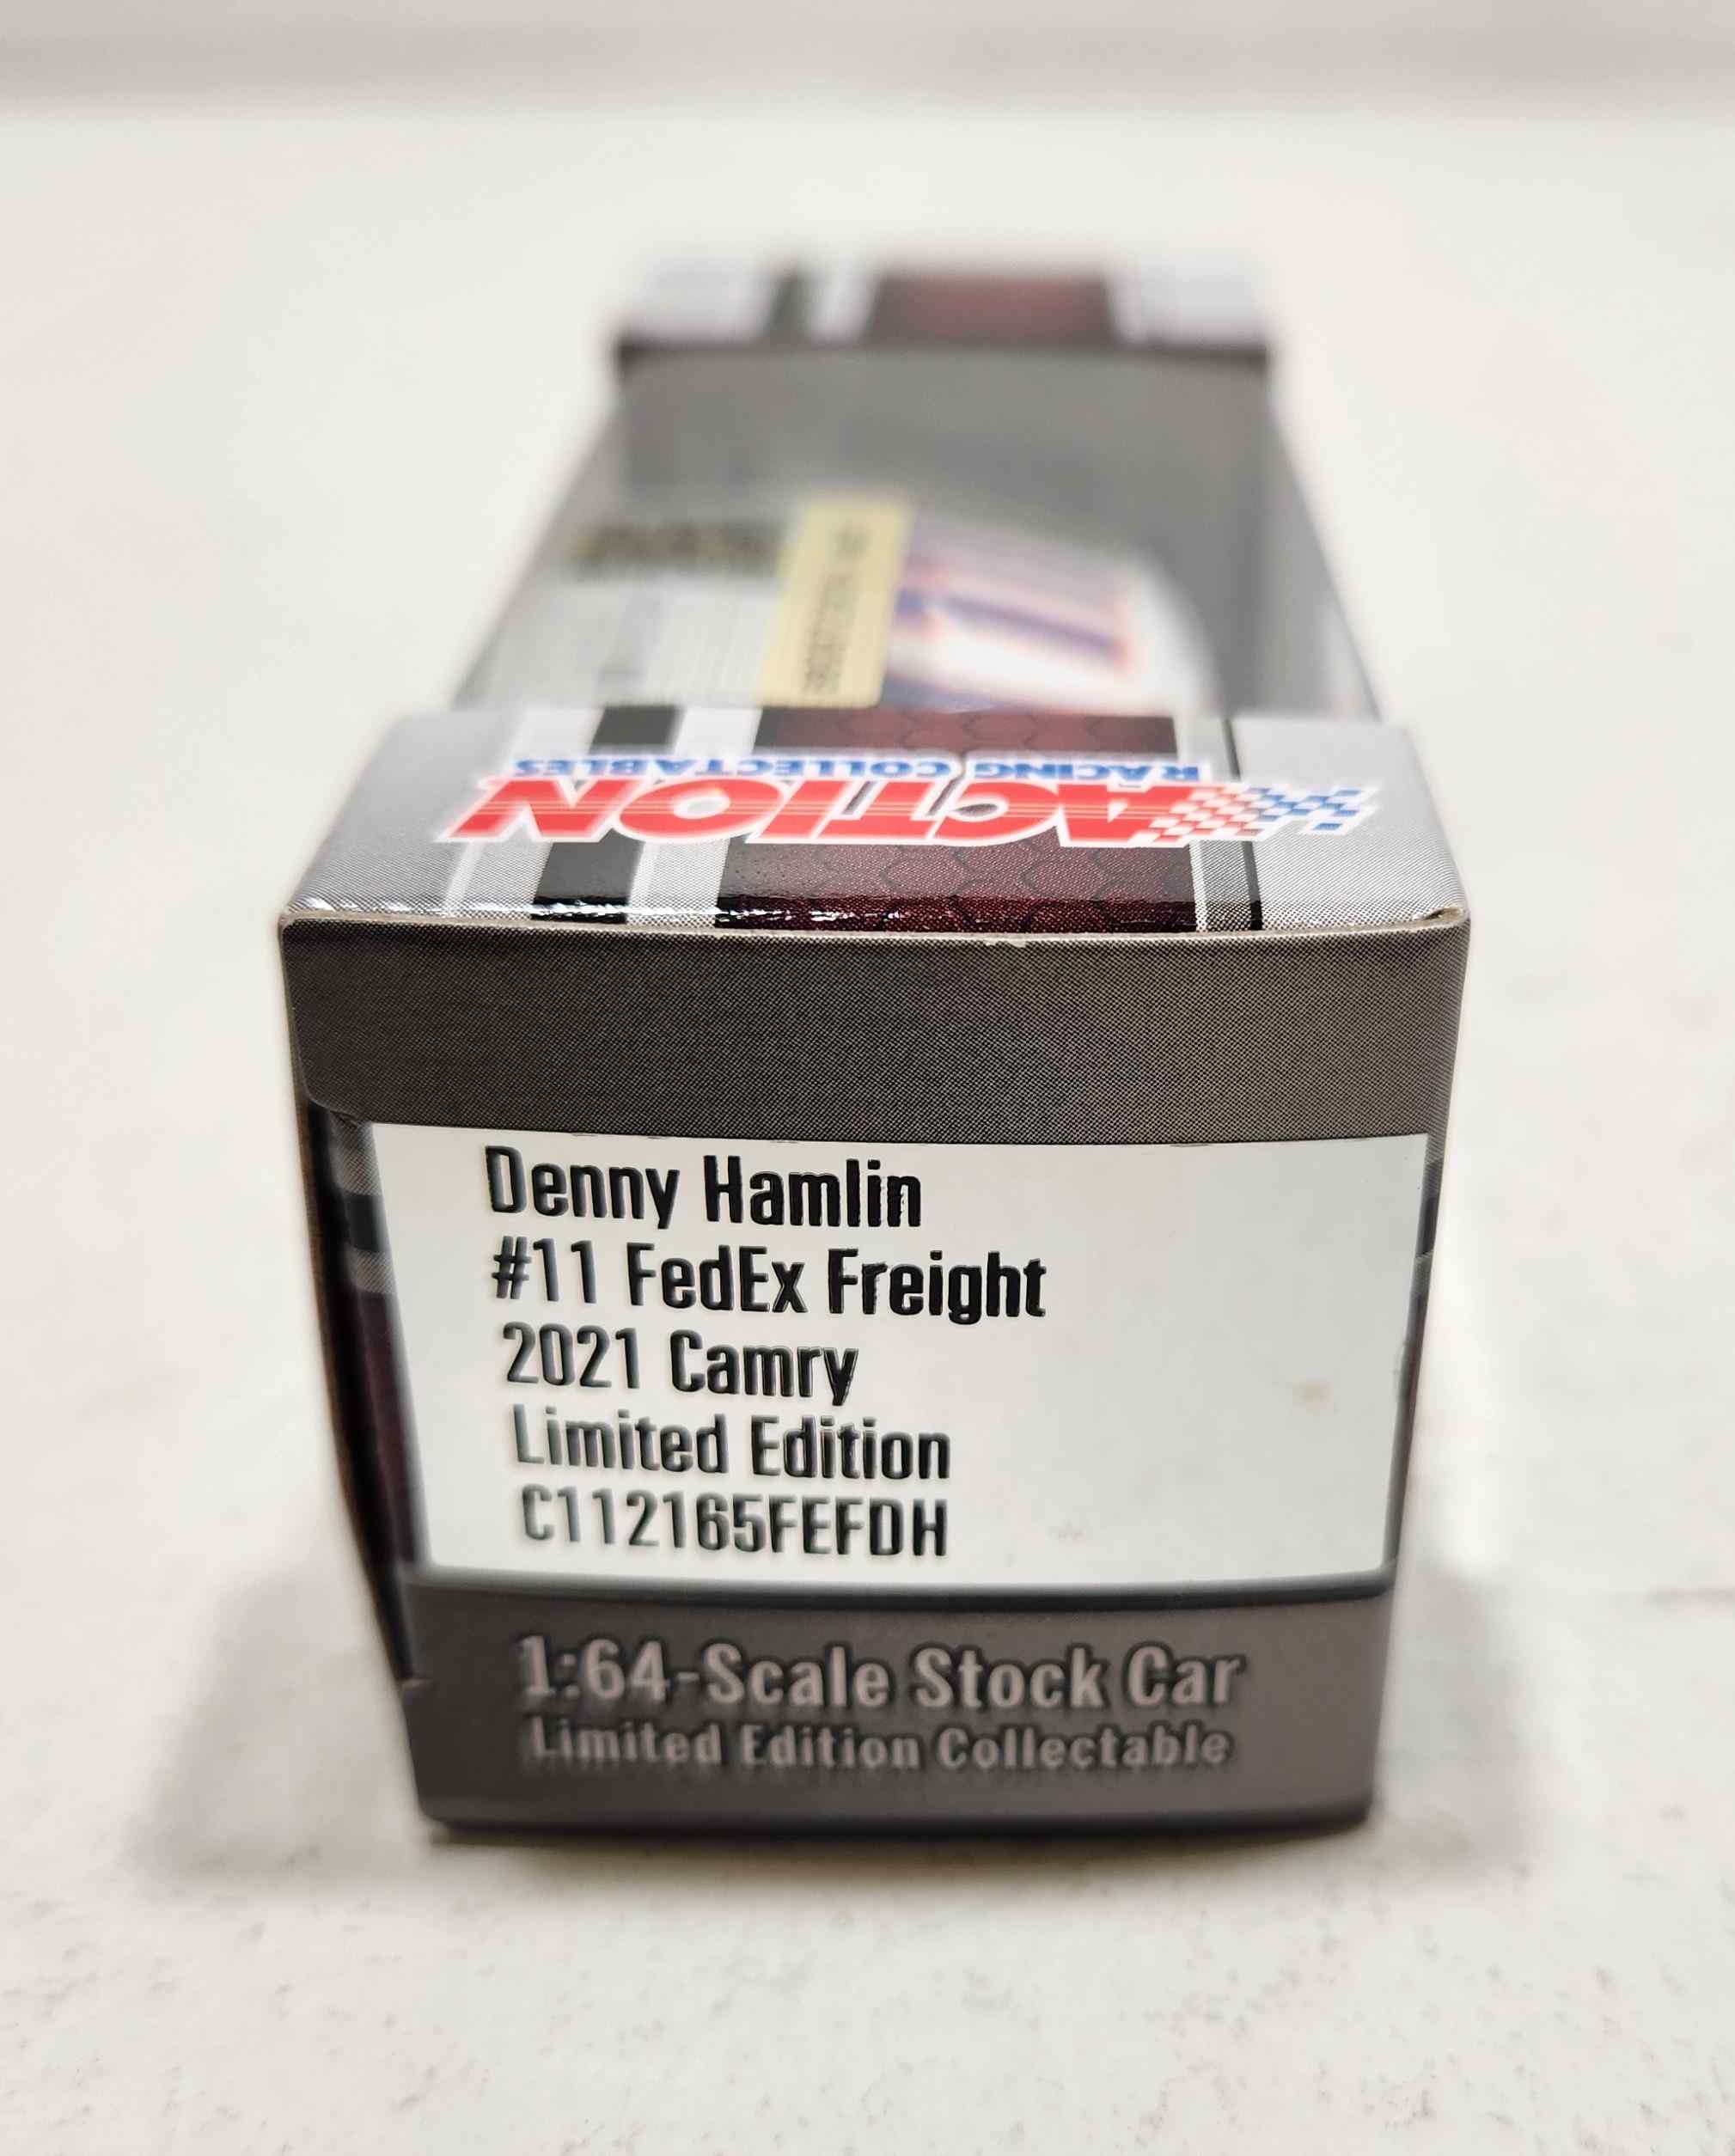 ACTION
RACING COLLECTABLES
Denny Hamlin
#11 FedEx Freight
2021 Camry
Limited Edition
C112165FEFDH
1:64-Scale Stock Car
Limited Edition Collectable